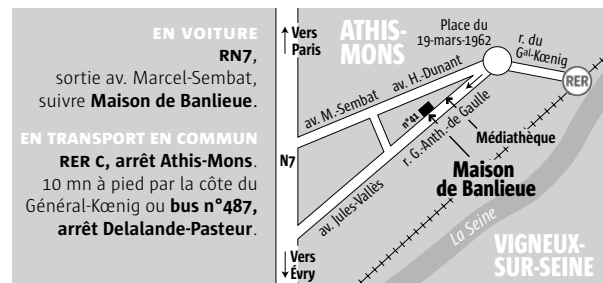 EN VOITURE
RN7,
sortie av. Marcel-Sembat,
suivre Maison de Banlieue.
EN TRANSPORT EN COMMUN
RER C, arrêt Athis-Mons.
10 mn à pied par la côte du
Général-Kœnig ou bus n°487,
arrêt Delalande-Pasteur.
Vers
Paris
ATHIS-
MONS
Place du
19-mars-1962
r. du
Gal-Kœnig
RER
av. M.-Sembat
av. H.-Dunant
n°41
r. G.Anth.-de Gaulle
Médiathèque
N7
Maison
de Banlieue
av. Jules-Vallès
La Seine
Vers
Évry
VIGNEUX-
SUR-SEINE